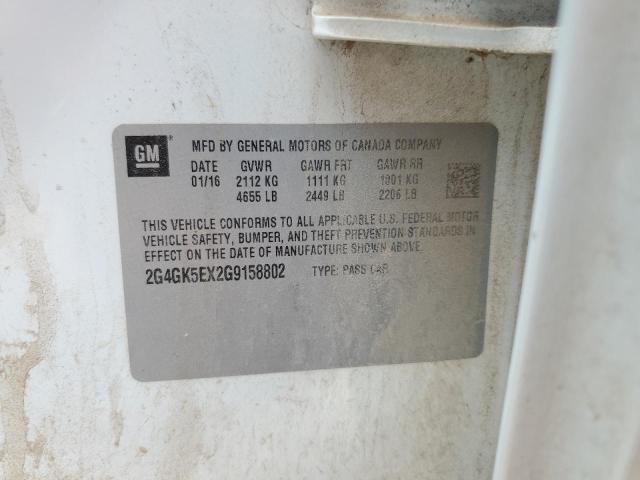 GM
MFD BY GENERAL MOTORS OF CANADA COMPANY
DATE GVWR GAWR FRT GAWR RR
01/16 2112 KG 1111 KG 1001 KG
4655 LB 2449 LB 2206 LB
THIS VEHICLE CONFORMS TO ALL APPLICABLE U.S. FEDERAL MOTOR
VEHICLE SAFETY, BUMPER, AND THEFT PREVENTION STANDARDS IN
EFFECT ON THE DATE OF MANUFACTURE SHOWN ABOVE.
2G4GK5EX2G9158802 TYPE: PASS CAR